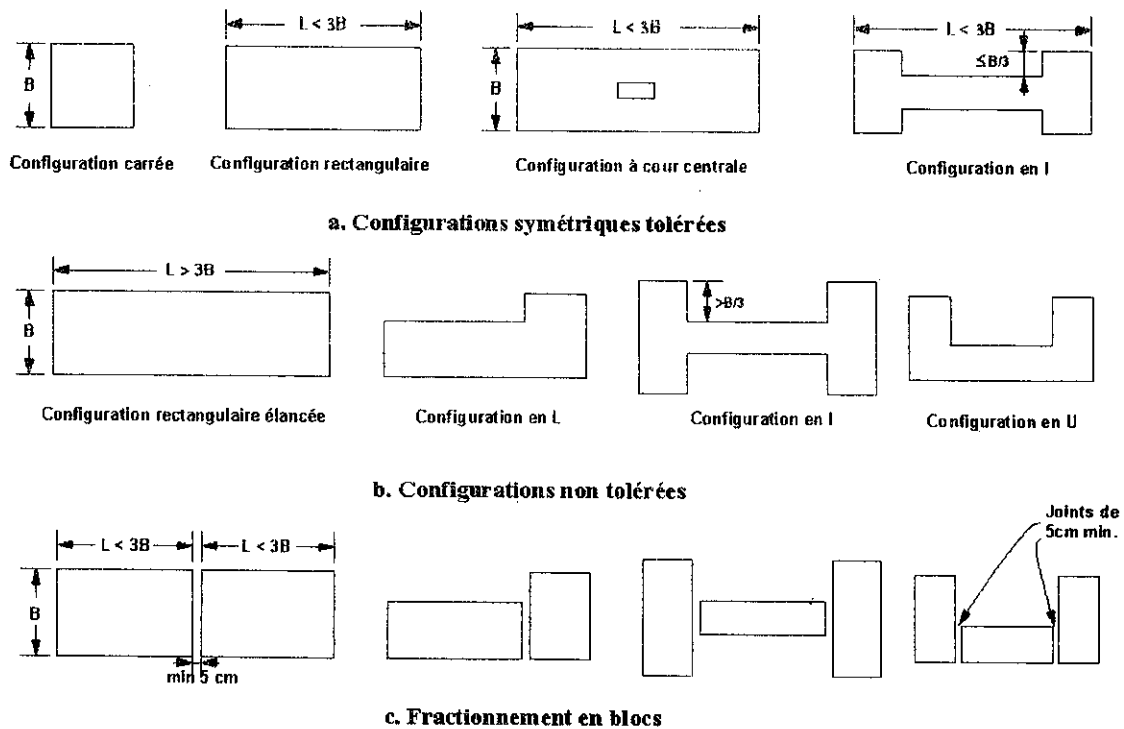 L < 3B
L < 3B
L < 3B
B
B
B
≤B/3
Configuration carrée
Configuration rectangulaire
Configuration à cour centrale
Configuration en I
a. Configurations symétriques tolérées
L > 3B
B
>B/3
Configuration rectangulaire élancée
Configuration en L
Configuration en I
Configuration en U
b. Configurations non tolérées
Joints de
5cm min.
L < 3B
L < 3B
B
min 5 cm
c. Fractionnement en blocs